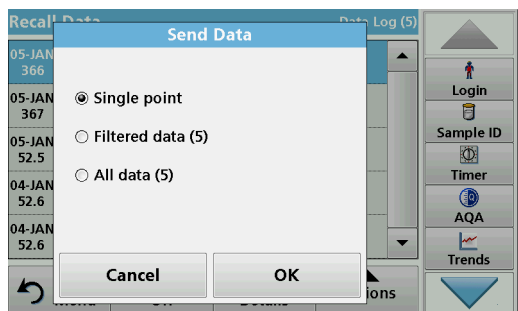 Recall Data
Data Log (5)
Send Data
05-JAN
366
05-JAN
367
05-JAN
52.5
04-JAN
52.6
04-JAN
52.6
Single point
Filtered data (5)
All data (5)
Cancel
OK
Login
Sample ID
Timer
AQA
Trends